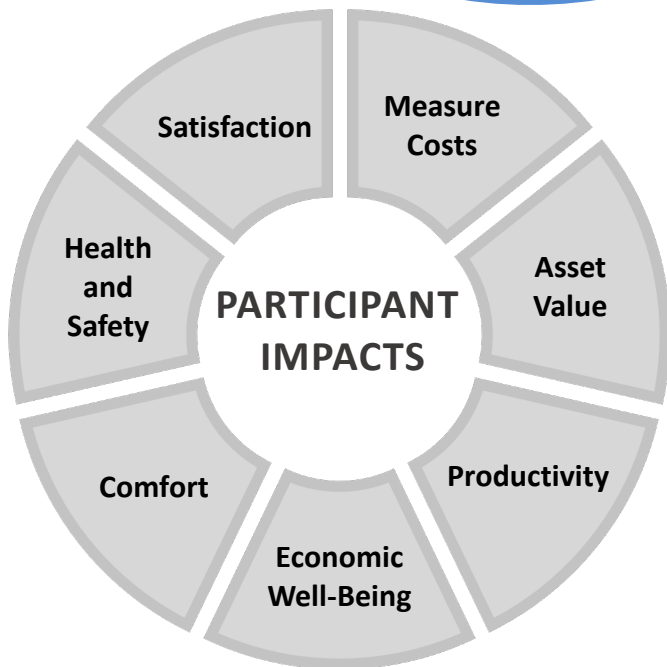 Measure
Costs
Asset
Value
Productivity
Economic
Well-Being
Comfort
Health
and
Safety
Satisfaction
PARTICIPANT
IMPACTS